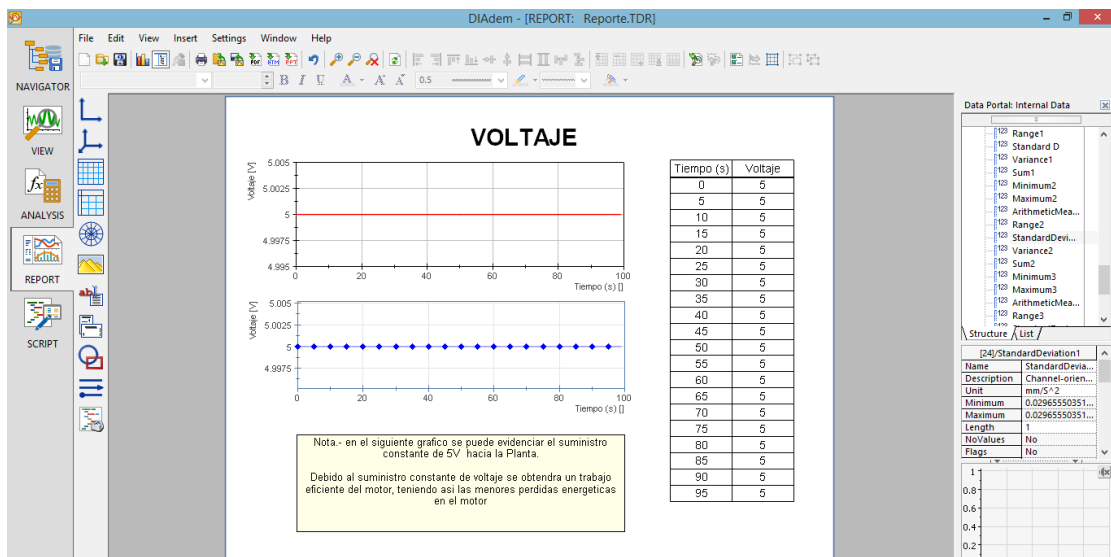 DIAdem - [REPORT: Reporte.TDR]
File Edit View Insert Settings Window Help
NAVIGATOR
VIEW
ANALYSIS
REPORT
SCRIPT
0.5
VOLTAJE
Voltaje [V]
5.005
5.0025
5
4.9975
4.995
0 20 40 60 80 100
Tiempo (s) []
Voltaje [V]
5.005
5.0025
5
4.9975
0 20 40 60 80 100
Tiempo (s) []
Nota.- en el siguiente grafico se puede evidenciar el suministro
constante de 5V hacia la Planta.
Debido al suministro constante de voltaje se obtendra un trabajo
eficiente del motor, teniendo asi las menores perdidas energeticas
en el motor
Tiempo (s) Voltaje
0 5
5 5
10 5
15 5
20 5
25 5
30 5
35 5
40 5
45 5
50 5
55 5
60 5
65 5
70 5
75 5
80 5
85 5
90 5
95 5
Data Portal: Internal Data
Range1
Standard D
Variance1
Sum1
Minimum2
Maximum2
ArithmeticMea...
Range2
StandardDevi...
Variance2
Sum2
Minimum3
Maximum3
ArithmeticMea...
Range3
Structure List
[24]/StandardDeviation1
Name StandardDevia...
Description Channel-orien...
Unit mm/S^2
Minimum 0.02965550351...
Maximum 0.02965550351...
Length 1
NoValues No
Flags No
1
0.8
0.6
0.4
0.2